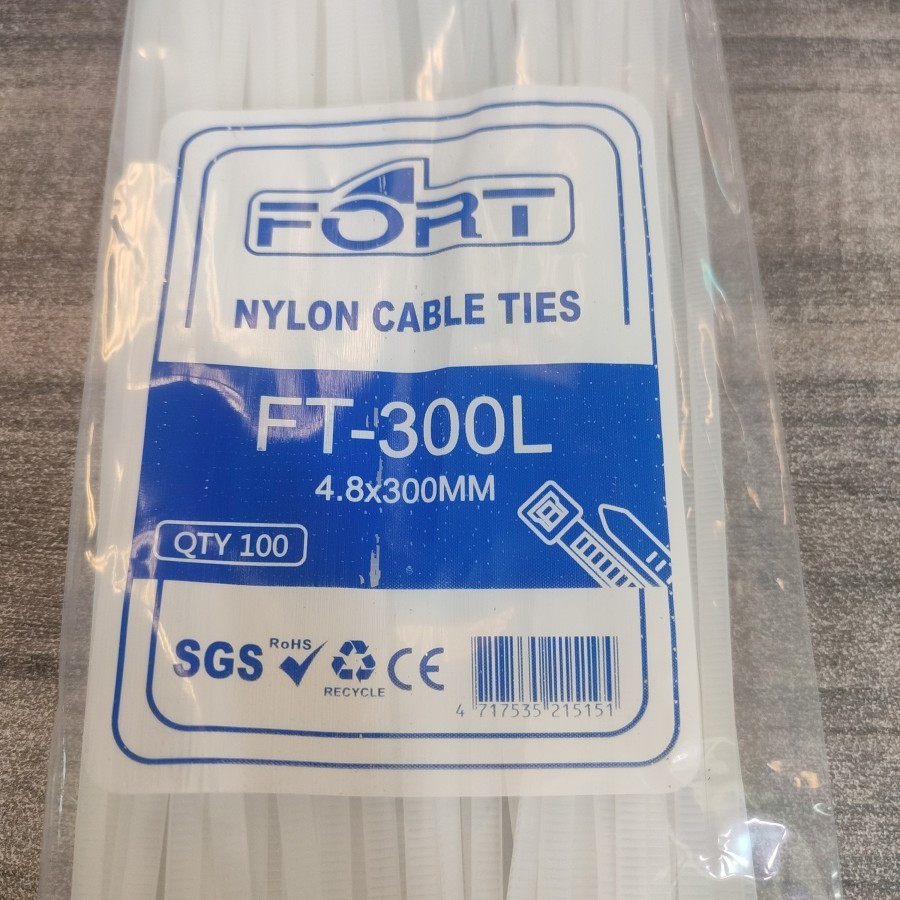 FORT
NYLON CABLE TIES
FT-300L
4.8x300MM
QTY 100
SGS RoHS CE
RECYCLE
4 717535 215151